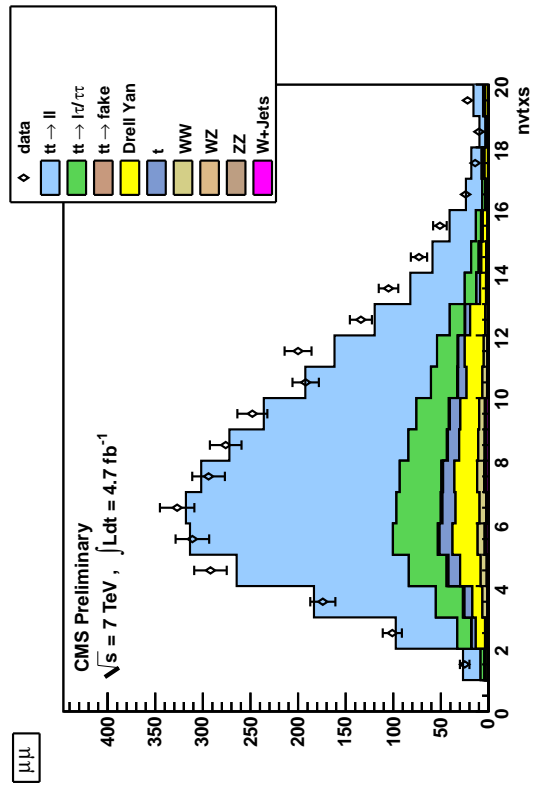 μμ
CMS Preliminary
√s = 7 TeV , ∫Ldt = 4.7 fb⁻¹
data
tt → ll
tt → lτ/ττ
tt → fake
Drell Yan
t
WW
WZ
ZZ
W+Jets
400
350
300
250
200
150
100
50
0
0 2 4 6 8 10 12 14 16 18 20
nvtxs